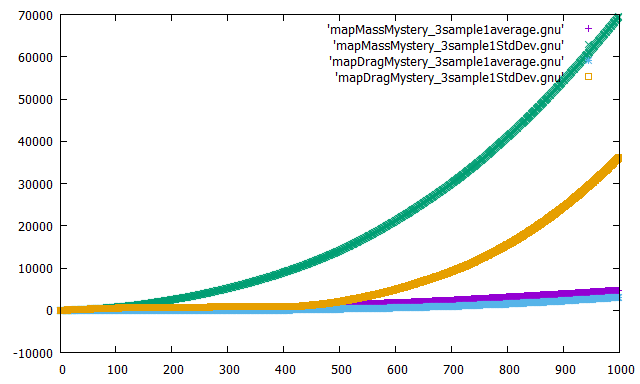 70000
'mapMassMystery_3sample1average.gnu'
'mapMassMystery_3sample1StdDev.gnu'
60000
'mapDragMystery_3sample1average.gnu'
'mapDragMystery_3sample1StdDev.gnu'
50000
40000
30000
20000
10000
0
-10000
0 100 200 300 400 500 600 700 800 900 1000